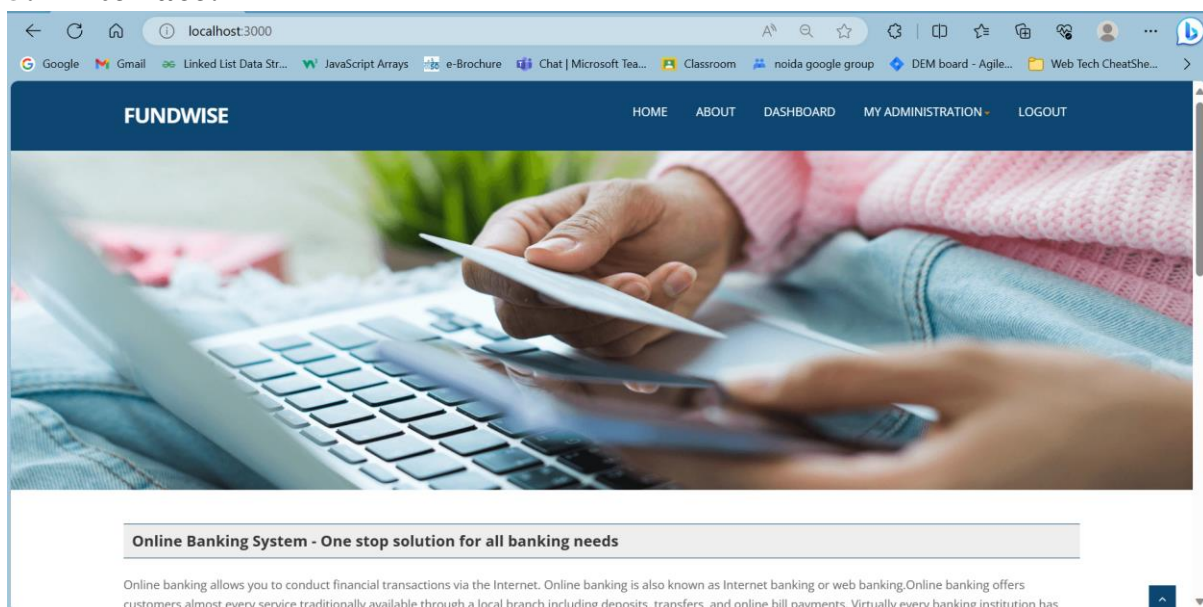 localhost:3000
Google Gmail Linked List Data Str... JavaScript Arrays e-Brochure Chat | Microsoft Tea... Classroom noida google group DEM board - Agile... Web Tech CheatShe...
FUNDWISE HOME ABOUT DASHBOARD MY ADMINISTRATION LOGOUT
Online Banking System - One stop solution for all banking needs
Online banking allows you to conduct financial transactions via the Internet. Online banking is also known as Internet banking or web banking.Online banking offers
customers almost every service traditionally available through a local branch including deposits, transfers, and online bill payments. Virtually every banking institution has